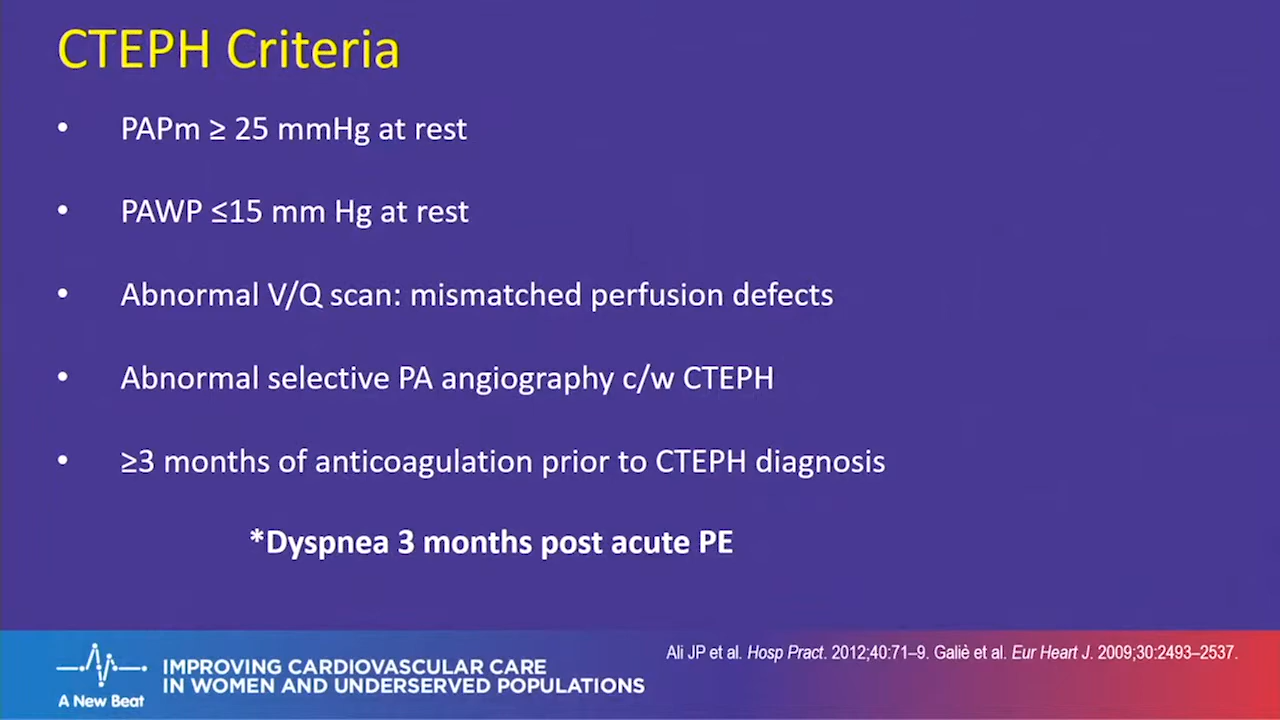 CTEPH Criteria
• PAPm ≥ 25 mmHg at rest
• PAWP ≤15 mm Hg at rest
• Abnormal V/Q scan: mismatched perfusion defects
• Abnormal selective PA angiography c/w CTEPH
• ≥3 months of anticoagulation prior to CTEPH diagnosis
*Dyspnea 3 months post acute PE
Ali JP et al. Hosp Pract. 2012;40:71–9. Galiè et al. Eur Heart J. 2009;30:2493–2537.
IMPROVING CARDIOVASCULAR CARE
IN WOMEN AND UNDERSERVED POPULATIONS
A New Beat